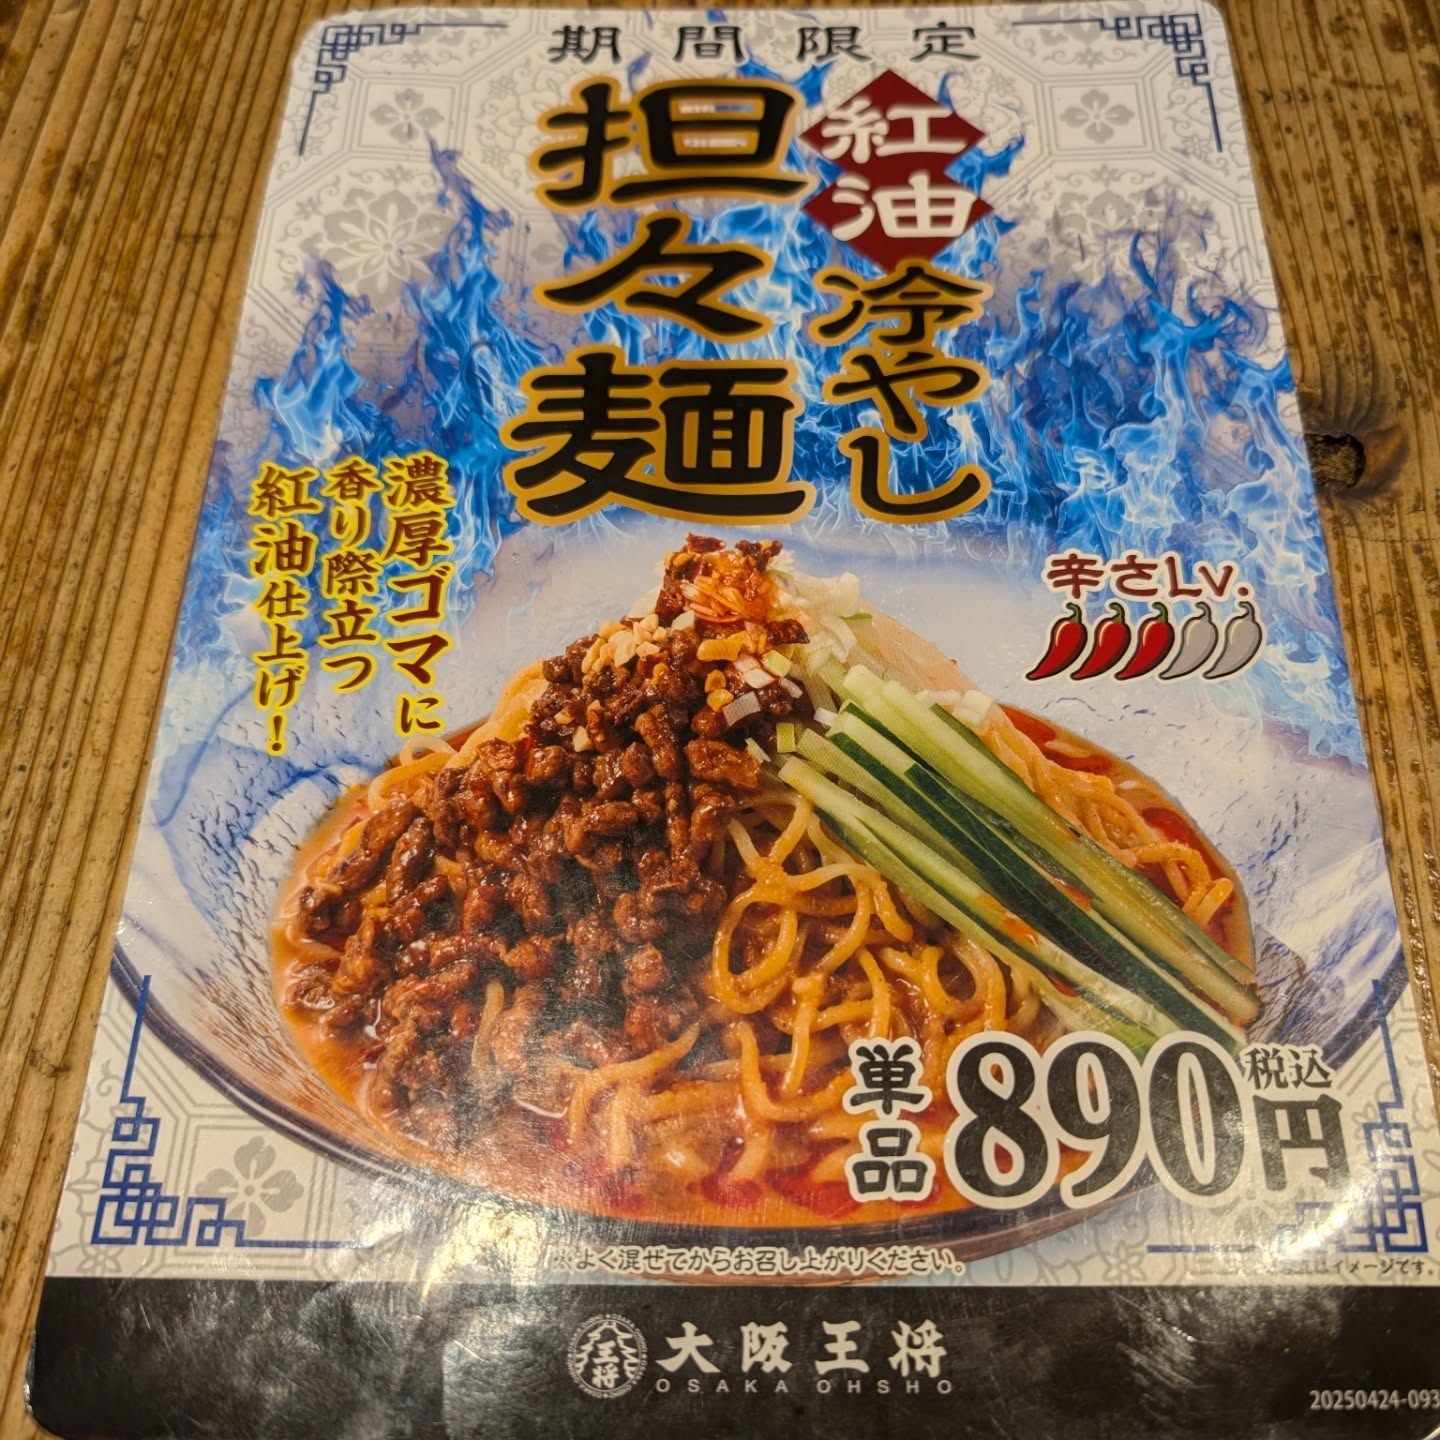 期間限定
紅油
冷やし
担々麺
濃厚ゴマに
香り際立つ
紅油仕上げ!
辛さLv.
単品
890円
税込
※よく混ぜてからお召し上がりください。
はイメージです。
王将
大阪王将
OSAKA OHSHO
20250424-093